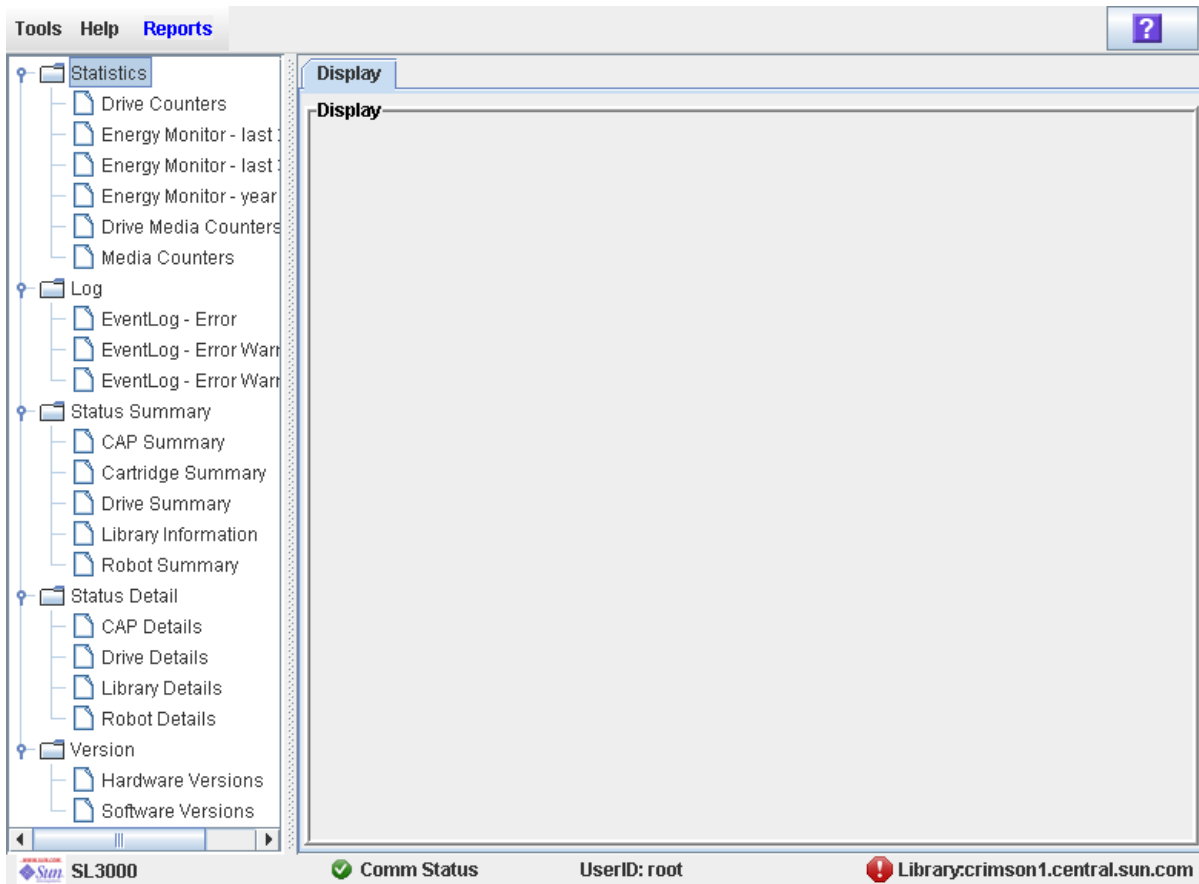 Tools Help Reports
?
Statistics
Drive Counters
Energy Monitor - last
Energy Monitor - last
Energy Monitor - year
Drive Media Counters
Media Counters
Log
EventLog - Error
EventLog - Error Warr
EventLog - Error Warr
Status Summary
CAP Summary
Cartridge Summary
Drive Summary
Library Information
Robot Summary
Status Detail
CAP Details
Drive Details
Library Details
Robot Details
Version
Hardware Versions
Software Versions
Display
Display
Sun SL3000
Comm Status
UserID: root
Library:crimson1.central.sun.com